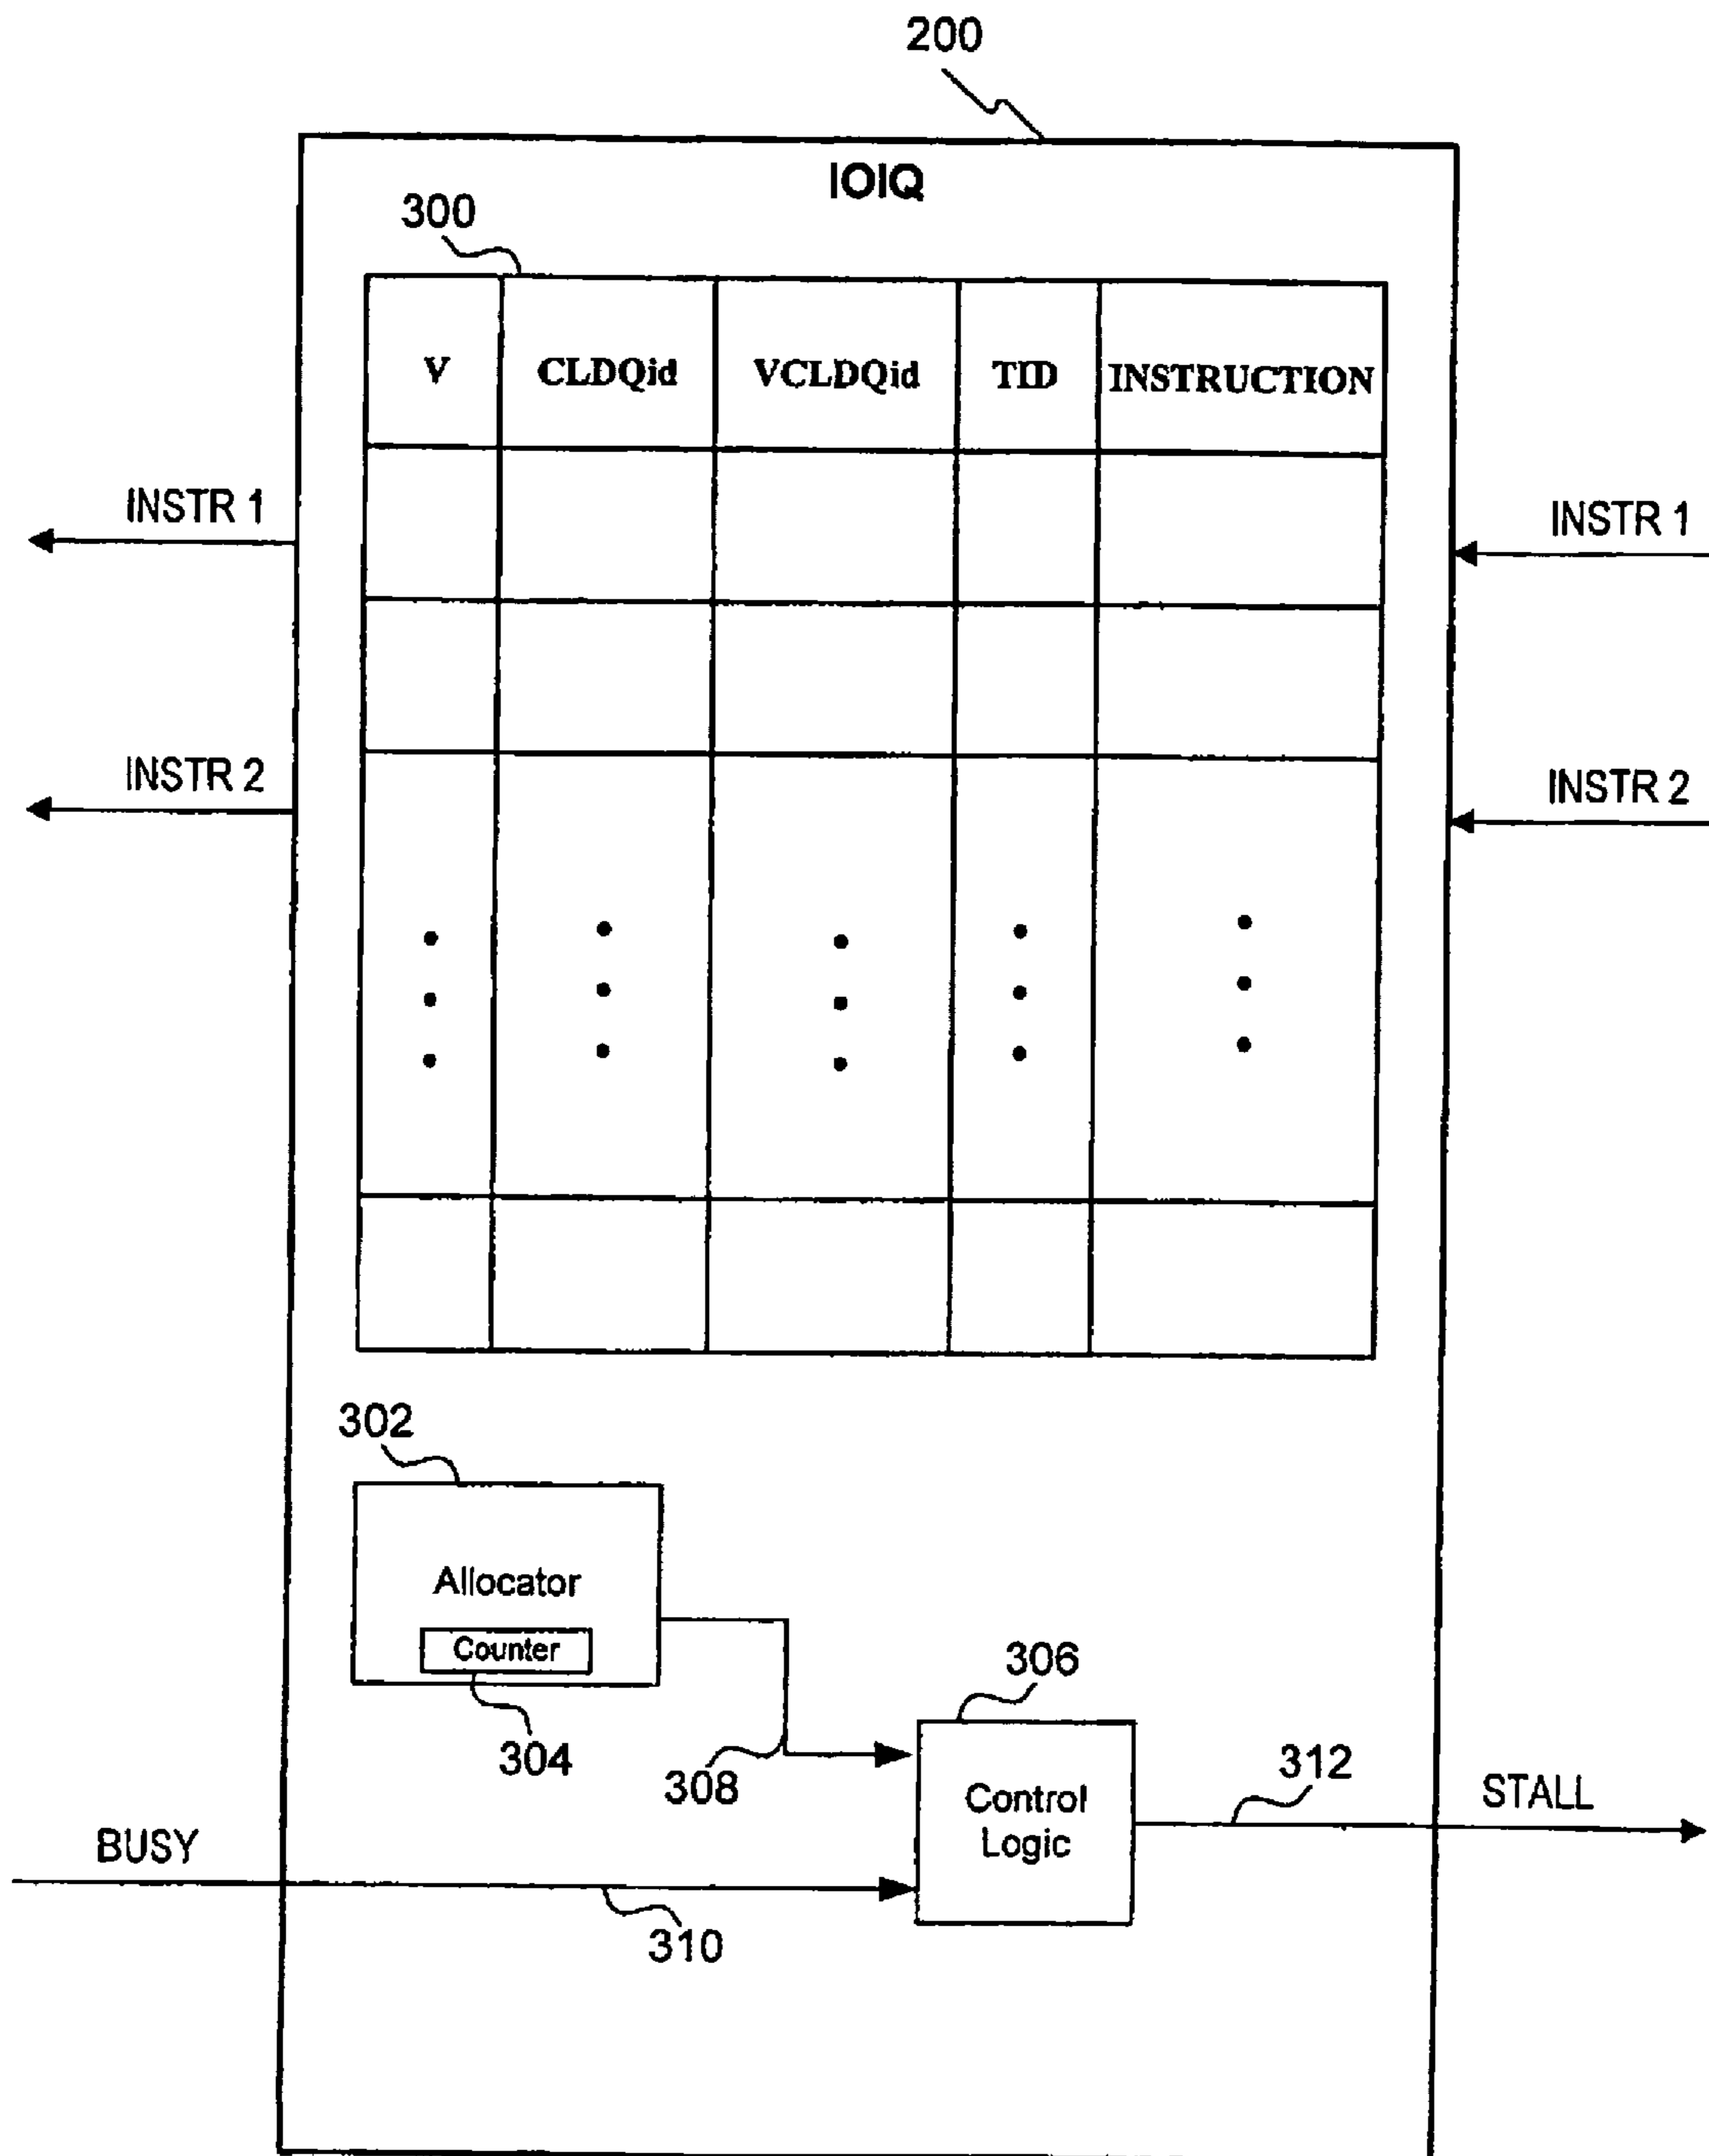 200
IOIQ
300
V CLDQid VCLDQid TID INSTRUCTION
INSTR 1
INSTR 1
INSTR 2
INSTR 2
302
Allocator
Counter
304
308
306
Control
Logic
312
STALL
BUSY
310